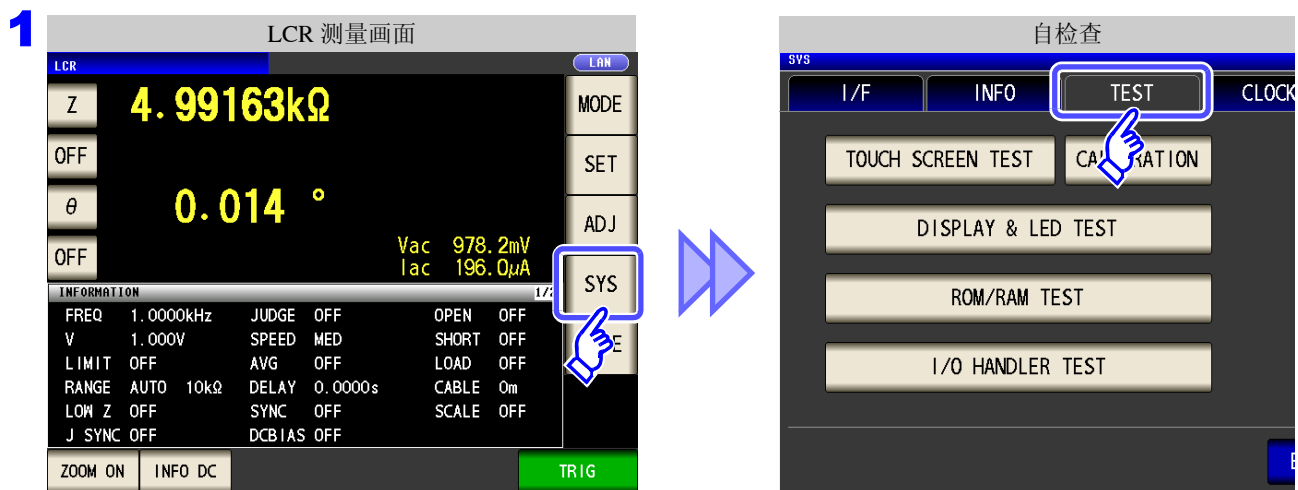 1
LCR 测量画面
LCR
LAN
Z
4.99163kΩ
MODE
OFF
SET
θ
0.014 °
ADJ
OFF
Vac 978.2mV
Iac 196.0μA
SYS
INFORMATION
FREQ 1.0000kHz JUDGE OFF OPEN OFF
V 1.000V SPEED MED SHORT OFF
LIMIT OFF AVG OFF LOAD OFF
RANGE AUTO 10kΩ DELAY 0.0000s CABLE 0m
LOW Z OFF SYNC OFF SCALE OFF
J SYNC OFF DCBIAS OFF
ZOOM ON INFO DC TRIG
自检查
SYS
I/F INFO TEST CLOCK
TOUCH SCREEN TEST
DISPLAY & LED TEST
ROM/RAM TEST
I/O HANDLER TEST